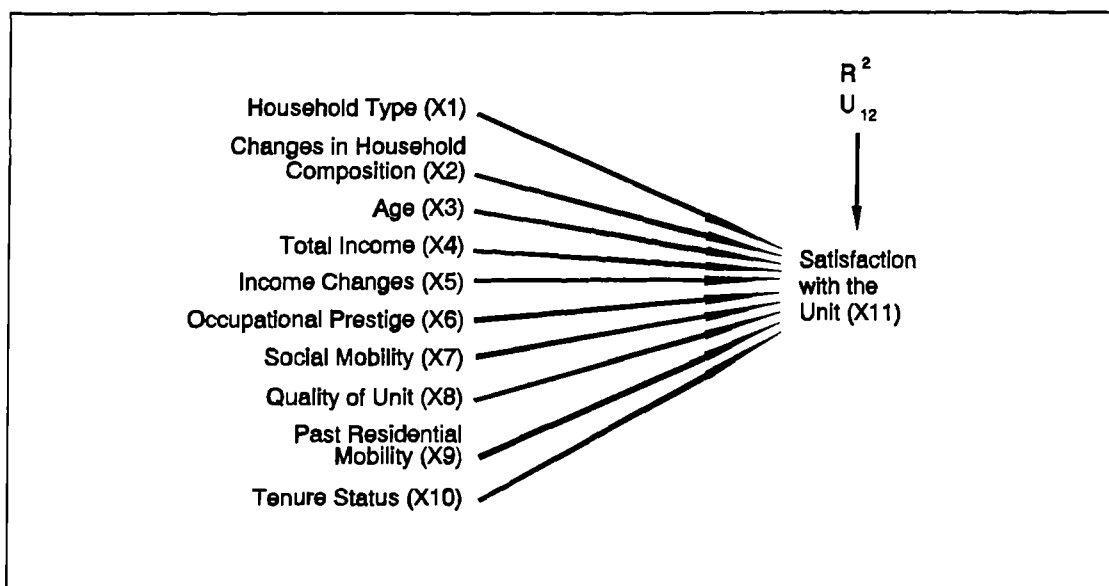 Household Type (X1)
Changes in Household
Composition (X2)
Age (X3)
Total Income (X4)
Income Changes (X5)
Occupational Prestige (X6)
Social Mobility (X7)
Quality of Unit (X8)
Past Residential
Mobility (X9)
Tenure Status (X10)
R 2
U 12
Satisfaction
with the
Unit (X11)